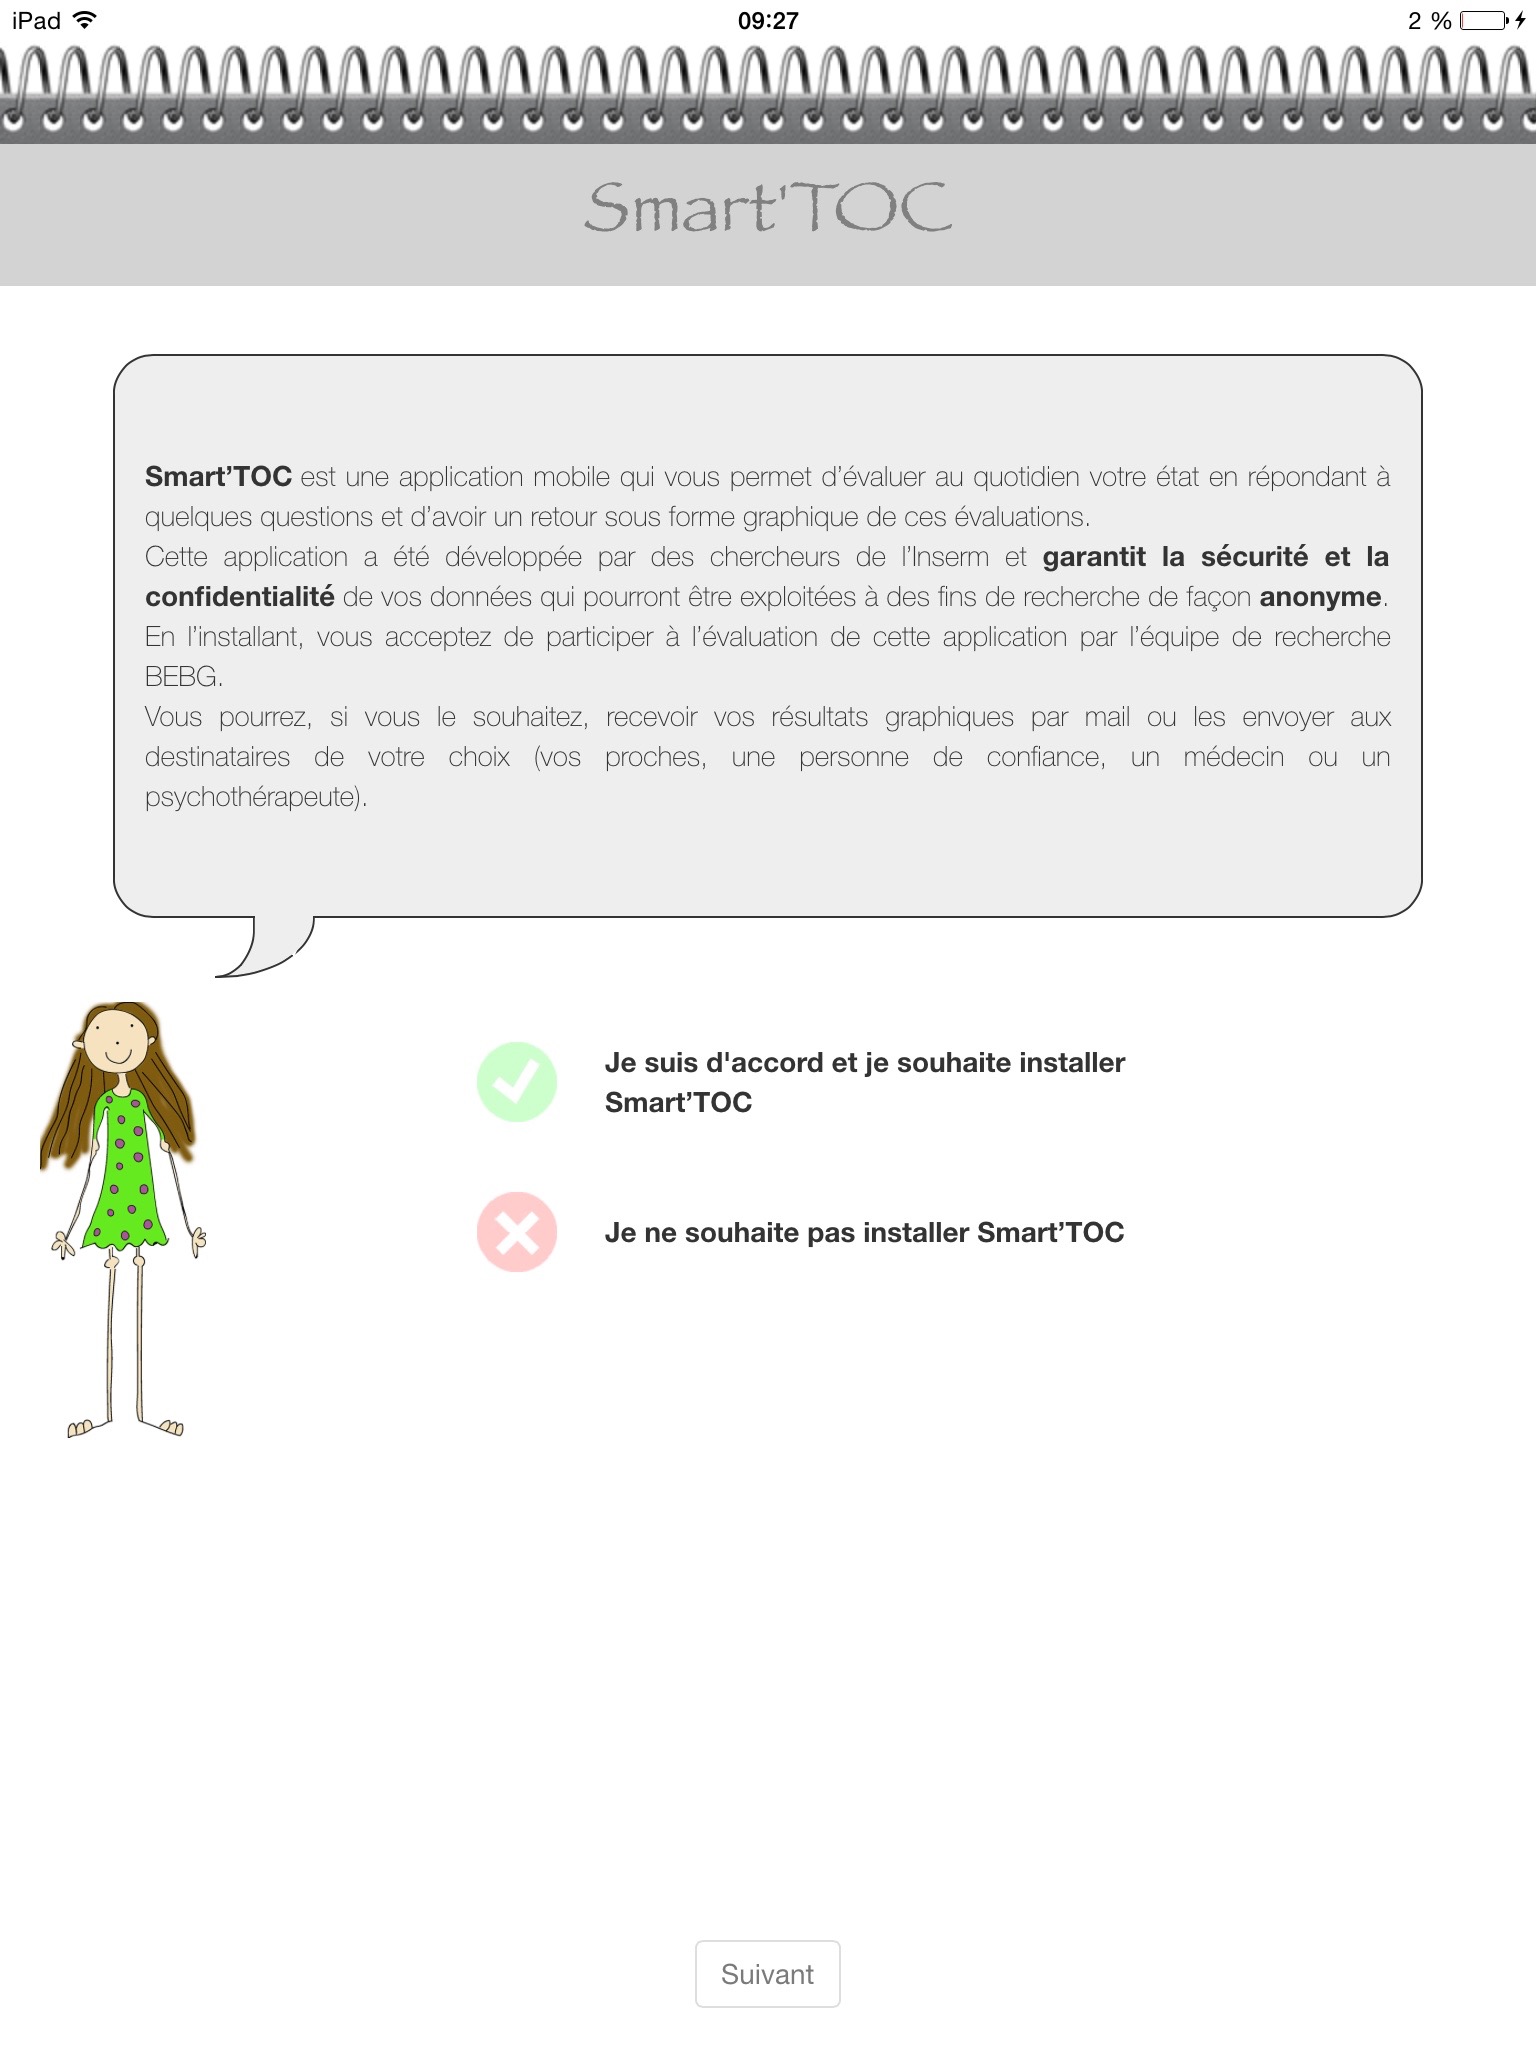 iPad
09:27
2 %
Smart'TOC
Smart’TOC est une application mobile qui vous permet d’évaluer au quotidien votre état en répondant à
quelques questions et d’avoir un retour sous forme graphique de ces évaluations.
Cette application a été développée par des chercheurs de l’Inserm et garantit la sécurité et la
confidentialité de vos données qui pourront être exploitées à des fins de recherche de façon anonyme.
En l’installant, vous acceptez de participer à l’évaluation de cette application par l’équipe de recherche
BEBG.
Vous pourrez, si vous le souhaitez, recevoir vos résultats graphiques par mail ou les envoyer aux
destinataires de votre choix (vos proches, une personne de confiance, un médecin ou un
psychothérapeute).
Je suis d'accord et je souhaite installer
Smart’TOC
Je ne souhaite pas installer Smart’TOC
Suivant